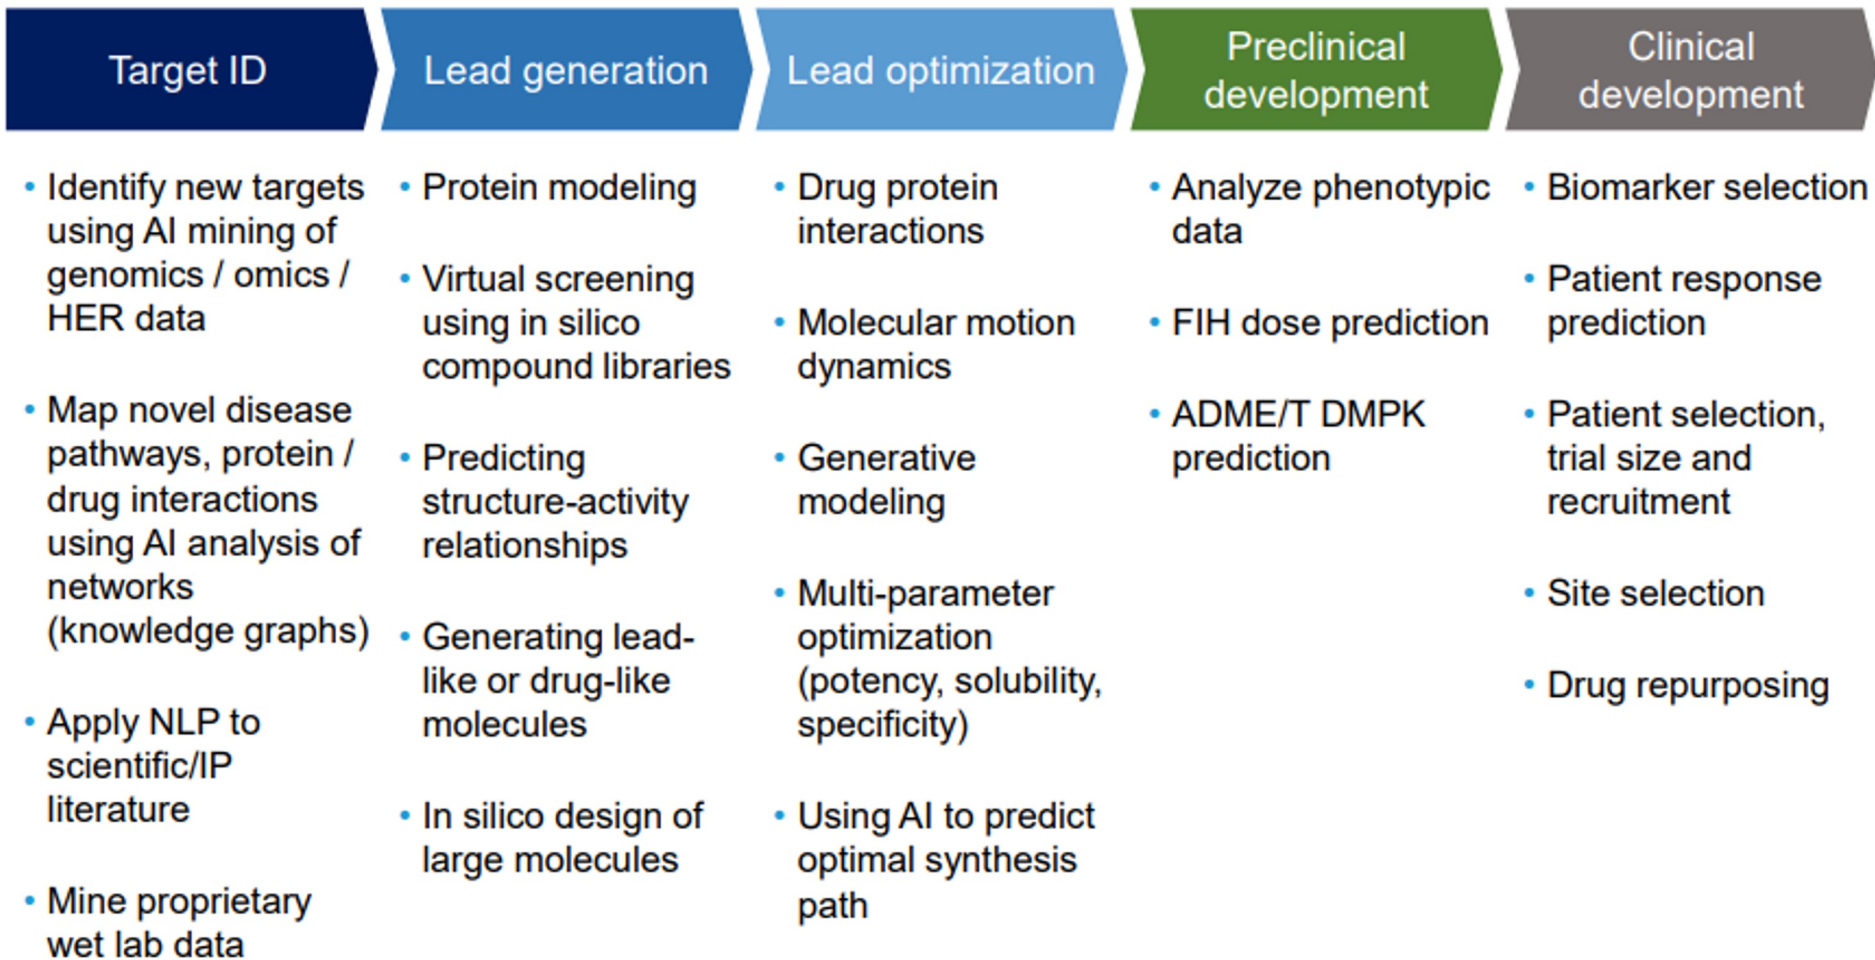 Target ID
Lead generation
Lead optimization
Preclinical
development
Clinical
development
• Identify new targets
using AI mining of
genomics / omics /
HER data
• Map novel disease
pathways, protein /
drug interactions
using AI analysis of
networks
(knowledge graphs)
• Apply NLP to
scientific/IP
literature
• Mine proprietary
wet lab data
• Protein modeling
• Virtual screening
using in silico
compound libraries
• Predicting
structure-activity
relationships
• Generating lead-
like or drug-like
molecules
• In silico design of
large molecules
• Drug protein
interactions
• Molecular motion
dynamics
• Generative
modeling
• Multi-parameter
optimization
(potency, solubility,
specificity)
• Using AI to predict
optimal synthesis
path
• Analyze phenotypic
data
• FIH dose prediction
• ADME/T DMPK
prediction
• Biomarker selection
• Patient response
prediction
• Patient selection,
trial size and
recruitment
• Site selection
• Drug repurposing